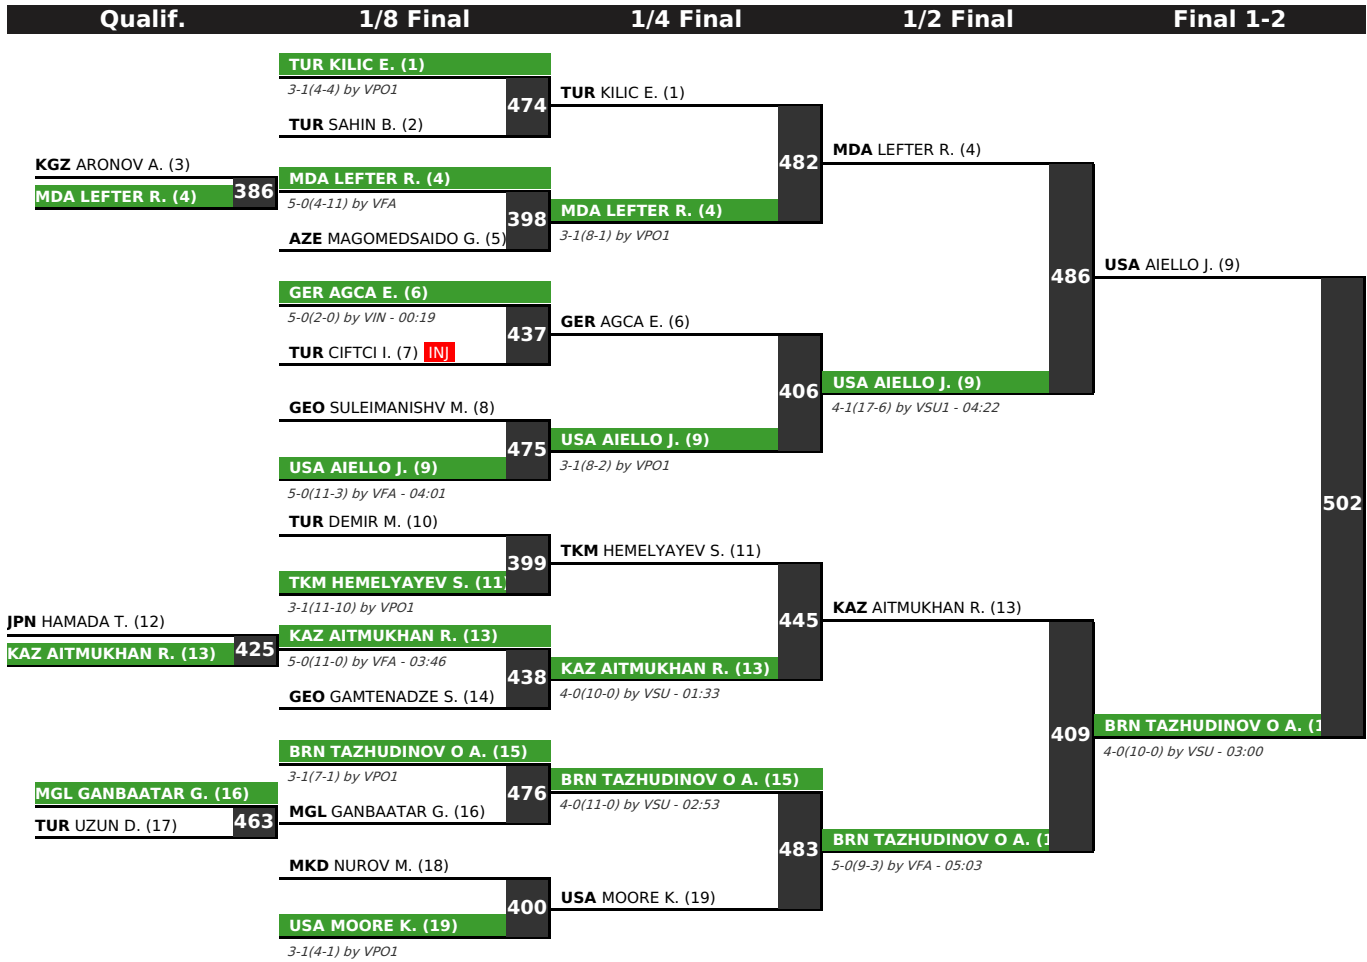 Qualif.
1/8 Final
1/4 Final
1/2 Final
Final 1-2
KGZ ARONOV A. (3)
MDA LEFTER R. (4)
386
JPN HAMADA T. (12)
KAZ AITMUKHAN R. (13)
425
MGL GANBAATAR G. (16)
TUR UZUN D. (17)
463
TUR KILIC E. (1)
3-1(4-4) by VPO1
TUR SAHIN B. (2)
474
MDA LEFTER R. (4)
5-0(4-11) by VFA
AZE MAGOMEDSAIDO G. (5)
398
GER AGCA E. (6)
5-0(2-0) by VIN - 00:19
TUR CIFTCI I. (7) INJ
437
GEO SULEIMANISHV M. (8)
475
USA AIELLO J. (9)
5-0(11-3) by VFA - 04:01
TUR DEMIR M. (10)
399
TKM HEMELYAYEV S. (11)
3-1(11-10) by VPO1
KAZ AITMUKHAN R. (13)
5-0(11-0) by VFA - 03:46
GEO GAMTENADZE S. (14)
438
BRN TAZHUDINOV O A. (15)
3-1(7-1) by VPO1
MGL GANBAATAR G. (16)
476
MKD NUROV M. (18)
400
USA MOORE K. (19)
3-1(4-1) by VPO1
TUR KILIC E. (1)
482
MDA LEFTER R. (4)
3-1(8-1) by VPO1
GER AGCA E. (6)
406
USA AIELLO J. (9)
3-1(8-2) by VPO1
TKM HEMELYAYEV S. (11)
445
KAZ AITMUKHAN R. (13)
4-0(10-0) by VSU - 01:33
BRN TAZHUDINOV O A. (15)
4-0(11-0) by VSU - 02:53
483
USA MOORE K. (19)
MDA LEFTER R. (4)
486
USA AIELLO J. (9)
4-1(17-6) by VSU1 - 04:22
KAZ AITMUKHAN R. (13)
409
BRN TAZHUDINOV O A. (1
5-0(9-3) by VFA - 05:03
USA AIELLO J. (9)
502
BRN TAZHUDINOV O A. (1
4-0(10-0) by VSU - 03:00